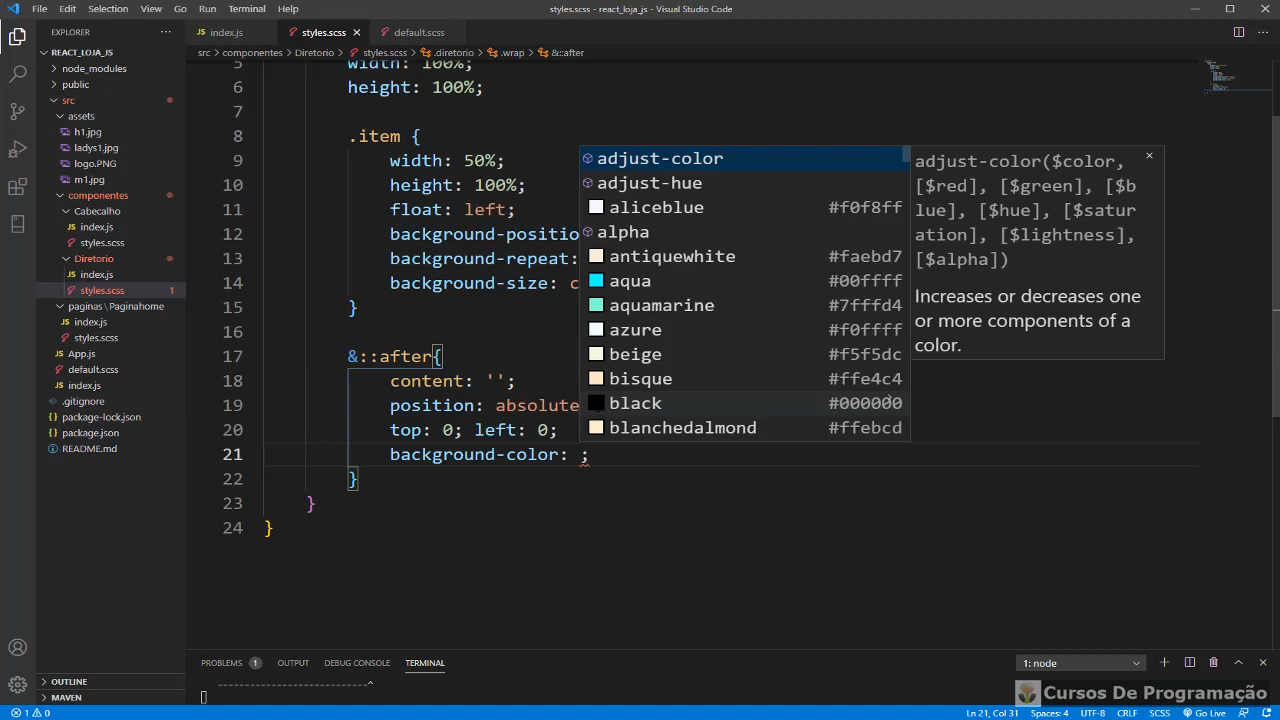 File Edit Selection View Go Run Terminal Help
styles.scss - react_loja_js - Visual Studio Code
EXPLORER
index.js
styles.scss
default.scss
REACT_LOJA_JS
src > componentes > Diretorio > styles.scss > .diretorio > .wrap > &::after
node_modules
public
src
assets
h1.jpg
ladys1.jpg
logo.PNG
m1.jpg
componentes
Cabecalho
index.js
styles.scss
Diretorio
index.js
styles.scss 1
paginas \ Paginahome
index.js
styles.scss
App.js
default.scss
index.js
.gitignore
package-lock.json
package.json
README.md
OUTLINE
MAVEN
5 width: 100%;
6 height: 100%;
7
8 .item {
9 width: 50%;
10 height: 100%;
11 float: left;
12 background-positio
13 background-repeat:
14 background-size: c
15 }
16
17 &::after{
18 content: '';
19 position: absolute
20 top: 0; left: 0;
21 background-color: ;
22 }
23 }
24 }
adjust-color
adjust-hue
aliceblue #f0f8ff
alpha
antiquewhite #faebd7
aqua #00ffff
aquamarine #7fffd4
azure #f0ffff
beige #f5f5dc
bisque #ffe4c4
black #000000
blanchedalmond #ffebcd
adjust-color($color,
[$red], [$green], [$b
lue], [$hue], [$satur
ation], [$lightness],
[$alpha])
Increases or decreases one
or more components of a
color.
PROBLEMS 1 OUTPUT DEBUG CONSOLE TERMINAL
1: node
-----------------------------^
Cursos De Programação
1 0
Ln 21, Col 31 Spaces: 4 UTF-8 CRLF SCSS Go Live